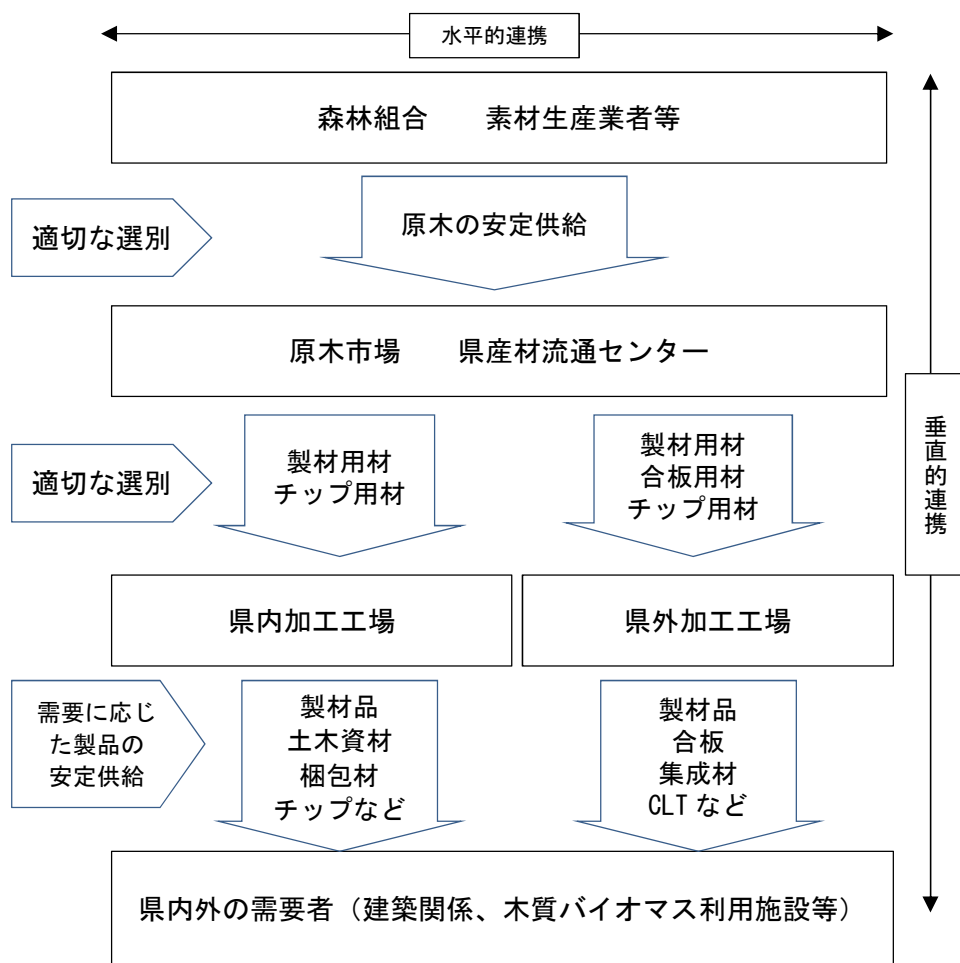 水平的連携
森林組合　　素材生産業者等
適切な選別
原木の安定供給
原木市場　　県産材流通センター
垂直的連携
適切な選別
製材用材
チップ用材
製材用材
合板用材
チップ用材
県内加工工場
県外加工工場
需要に応じ
た製品の
安定供給
製材品
土木資材
梱包材
チップなど
製材品
合板
集成材
CLT など
県内外の需要者（建築関係、木質バイオマス利用施設等）